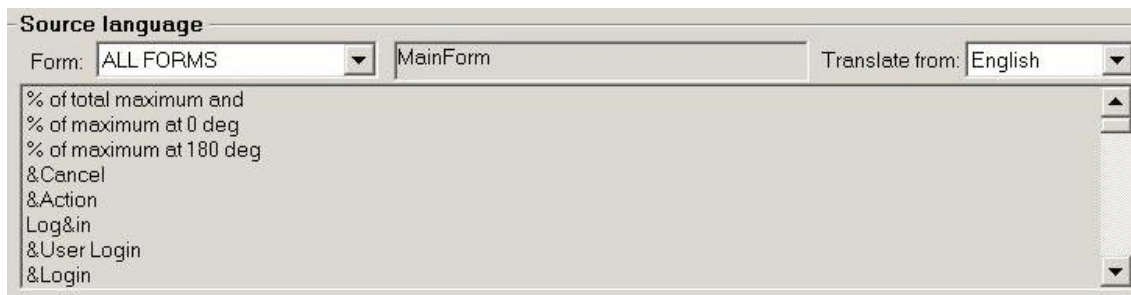 Source language
Form: ALL FORMS MainForm Translate from: English
% of total maximum and
% of maximum at 0 deg
% of maximum at 180 deg
&Cancel
&Action
Log&in
&User Login
&Login